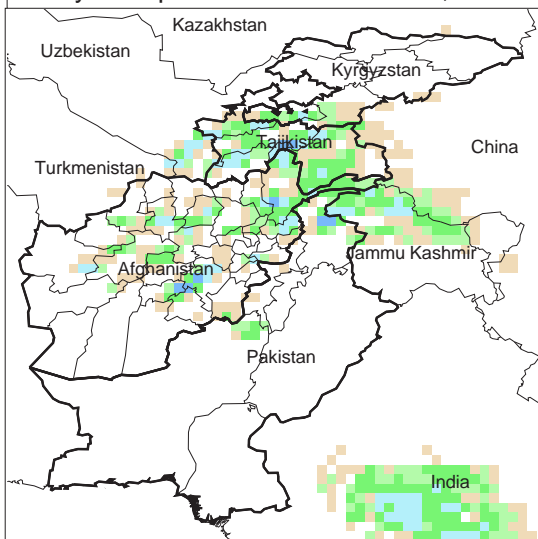 Kazakhstan
Uzbekistan
Kyrgyzstan
Tajikistan
China
Turkmenistan
Jammu Kashmir
Afghanistan
Pakistan
India